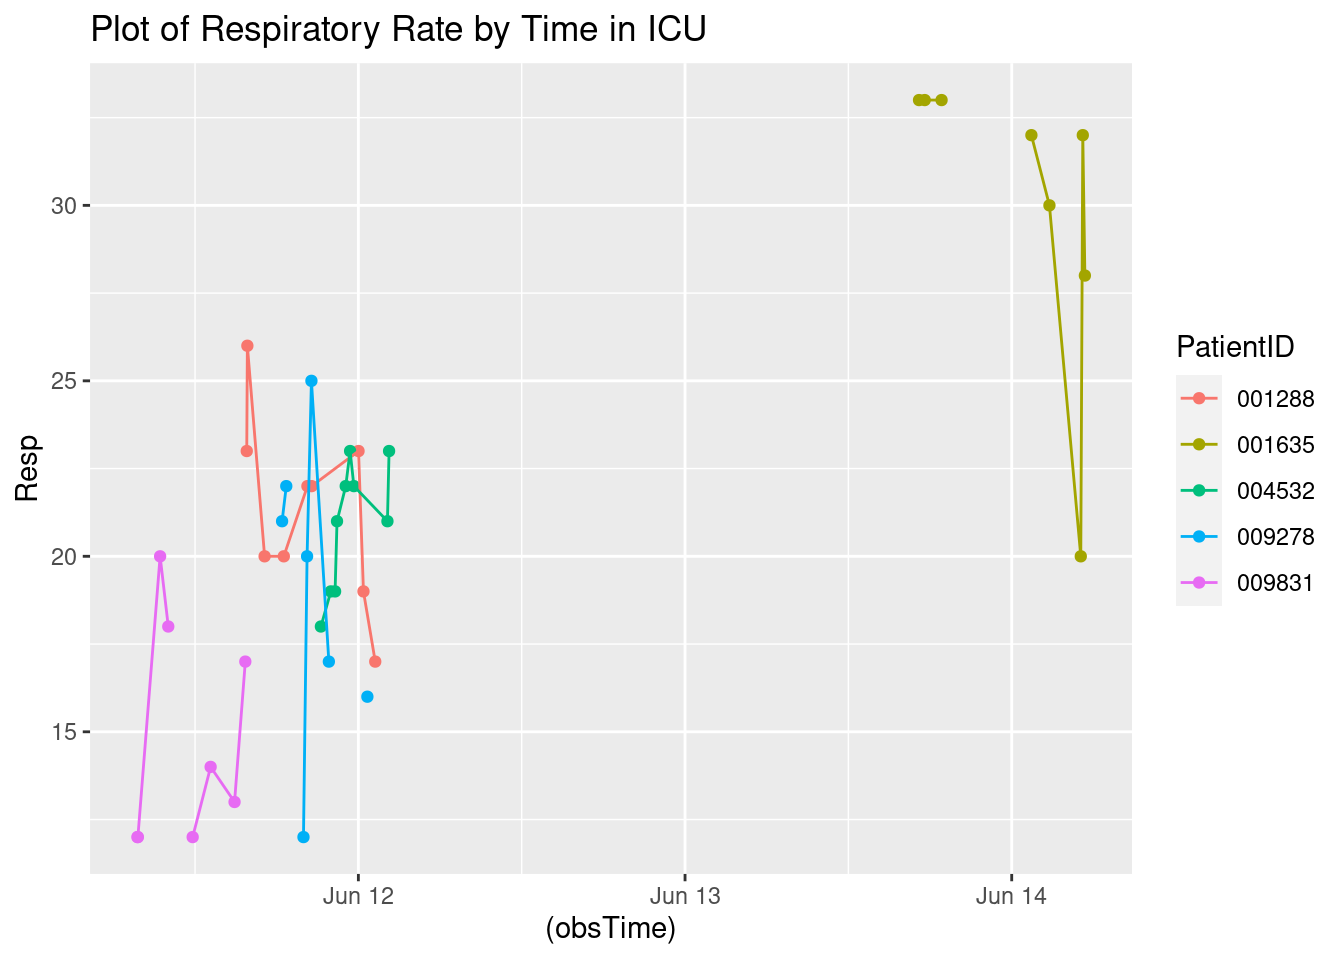 Plot of Respiratory Rate by Time in ICU
30
25
20
15
Resp
Jun 12
Jun 13
Jun 14
(obsTime)
PatientID
001288
001635
004532
009278
009831